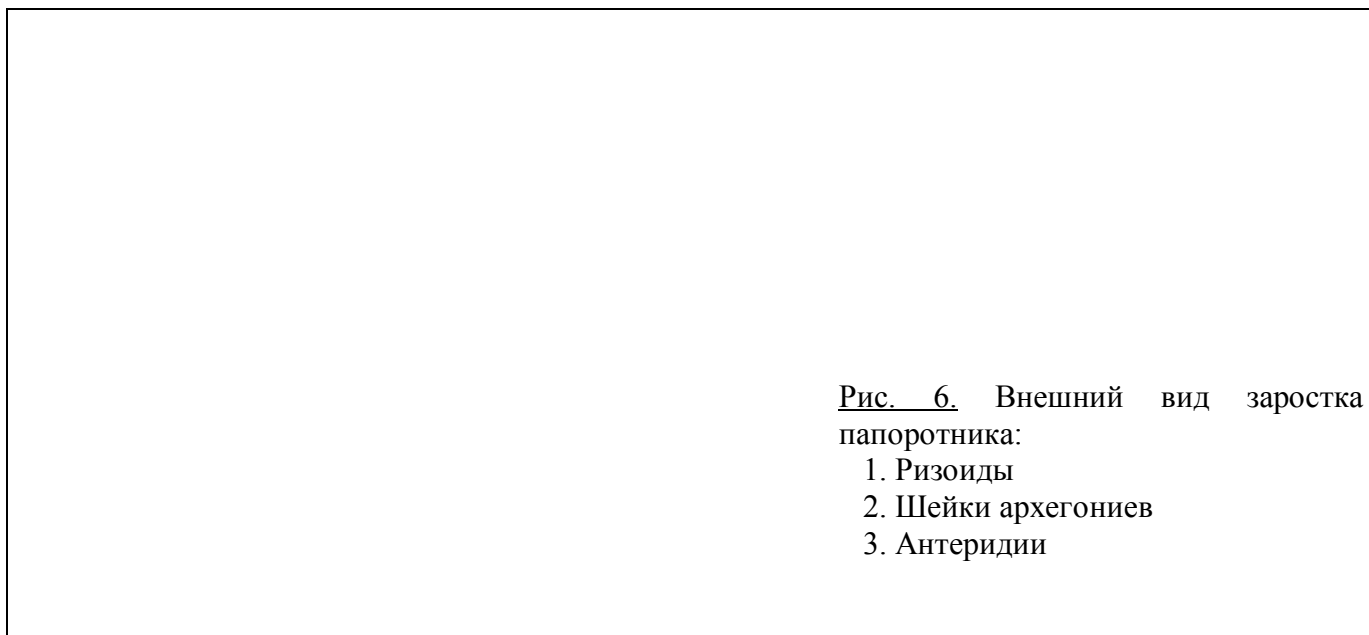 Рис. 6. Внешний вид заростка
папоротника:
1. Ризоиды
2. Шейки архегониев
3. Антеридии